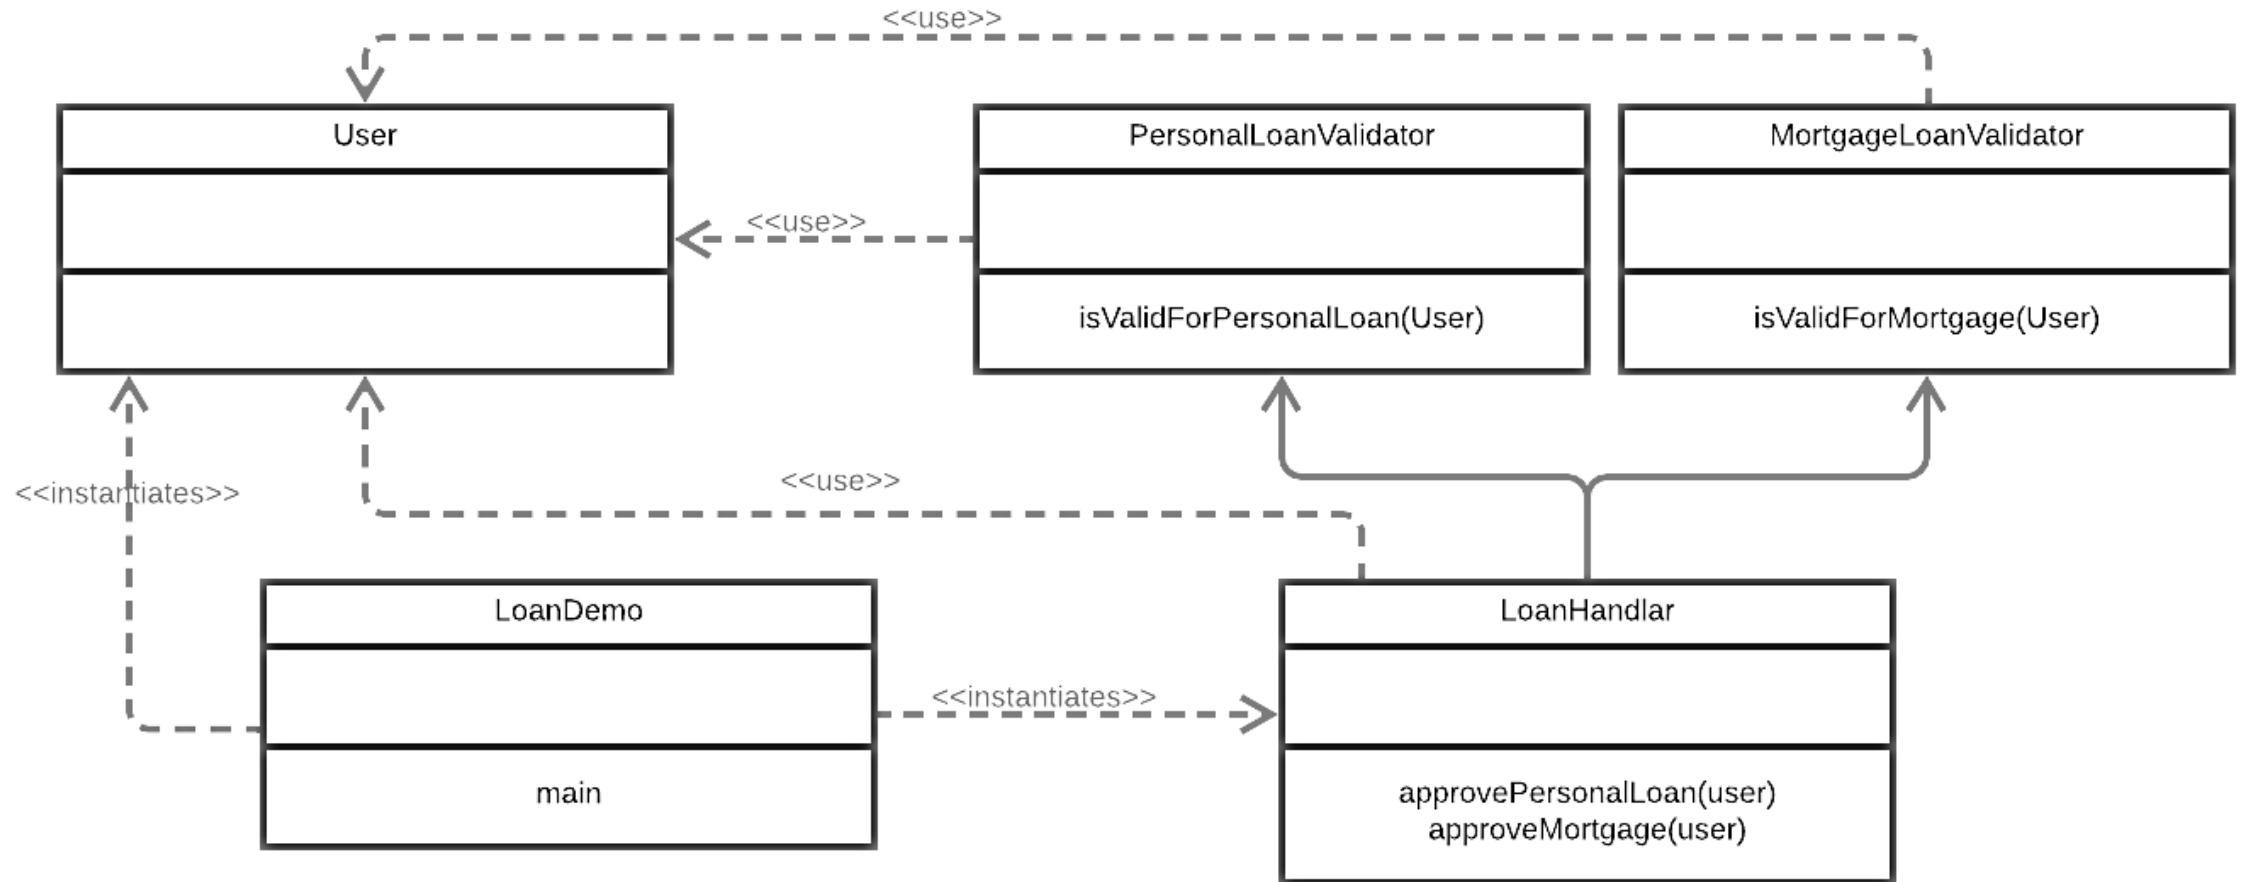 <<use>>
User
PersonalLoanValidator
MortgageLoanValidator
<<use>>
isValidForPersonalLoan(User)
isValidForMortgage(User)
<<use>>
<<instantiates>>
LoanDemo
LoanHandlar
<<instantiates>>
main
approvePersonalLoan(user)
approveMortgage(user)